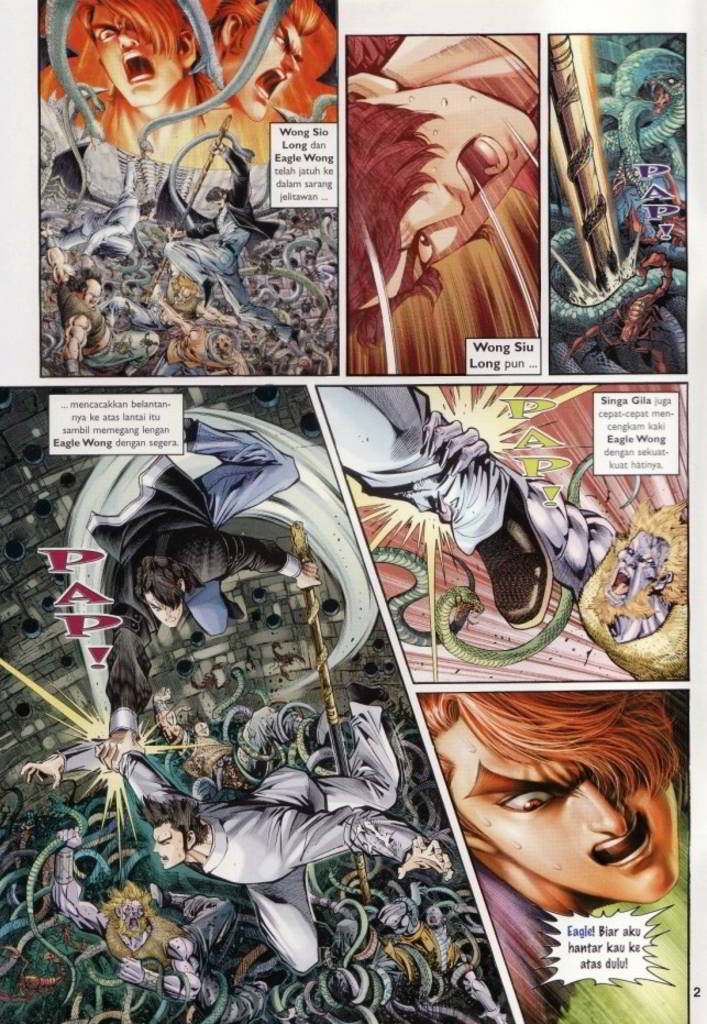 Wong Sio
Long dan
Eagle Wong
telah jatuh ke
dalam sarang
jelitawan ...
Wong Siu
Long pun ...
PAP!
... mencacakkan belantan-
nya ke atas lantai itu
sambil memegang lengan
Eagle Wong dengan segera.
PAP
PAP!
Singa Gila juga
cepat-cepat men-
cengkam kaki
Eagle Wong
dengan sekuat-
kuat hatinya.
PAP
PAP!
Eagle! Biar aku
hantar kau ke
atas dulu!
2